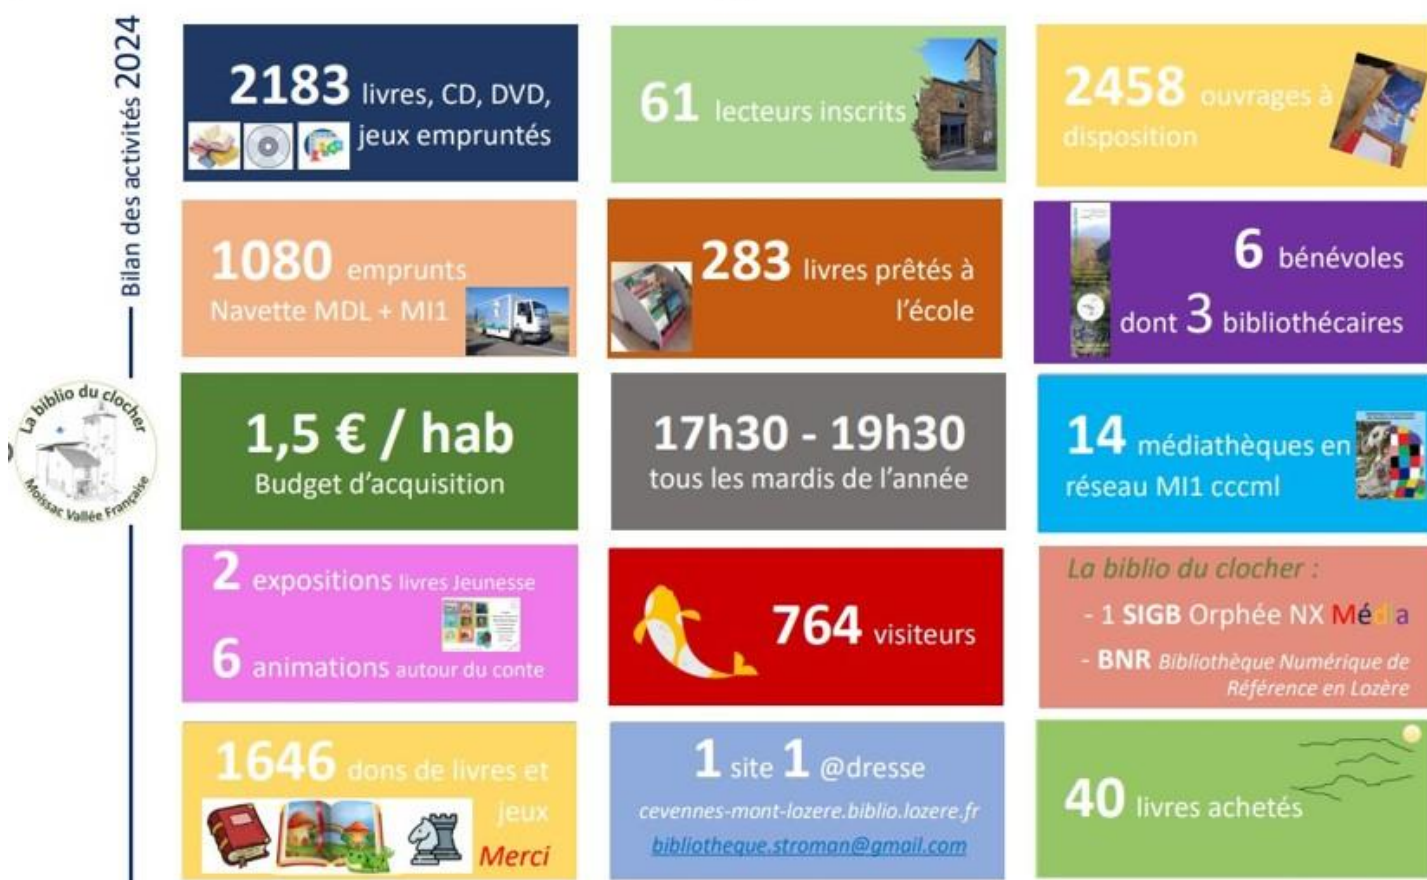 Bilan des activités 2024
La biblio du clocher
Moissac Vallée Française
2183 livres, CD, DVD,
jeux empruntés
61 lecteurs inscrits
2458 ouvrages à
disposition
1080 emprunts
Navette MDL + MI1
283 livres prêtés à
l'école
6 bénévoles
dont 3 bibliothécaires
1,5 € / hab
Budget d'acquisition
17h30 - 19h30
tous les mardis de l'année
14 médiathèques en
réseau MI1 cccml
2 expositions livres Jeunesse
6 animations autour du conte
764 visiteurs
La biblio du clocher :
- 1 SIGB Orphée NX Média
- BNR Bibliothèque Numérique de
Référence en Lozère
1646 dons de livres et
jeux
Merci
1 site 1 @dresse
cevennes-mont-lozere.biblio.lozere.fr
bibliotheque.stroman@gmail.com
40 livres achetés